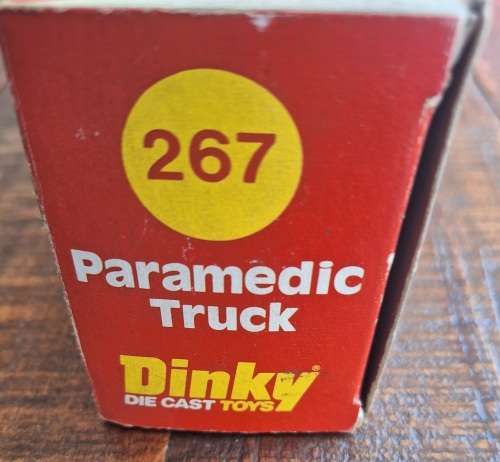 267
Paramedic
Truck
Dinky®
DIE CAST TOYS